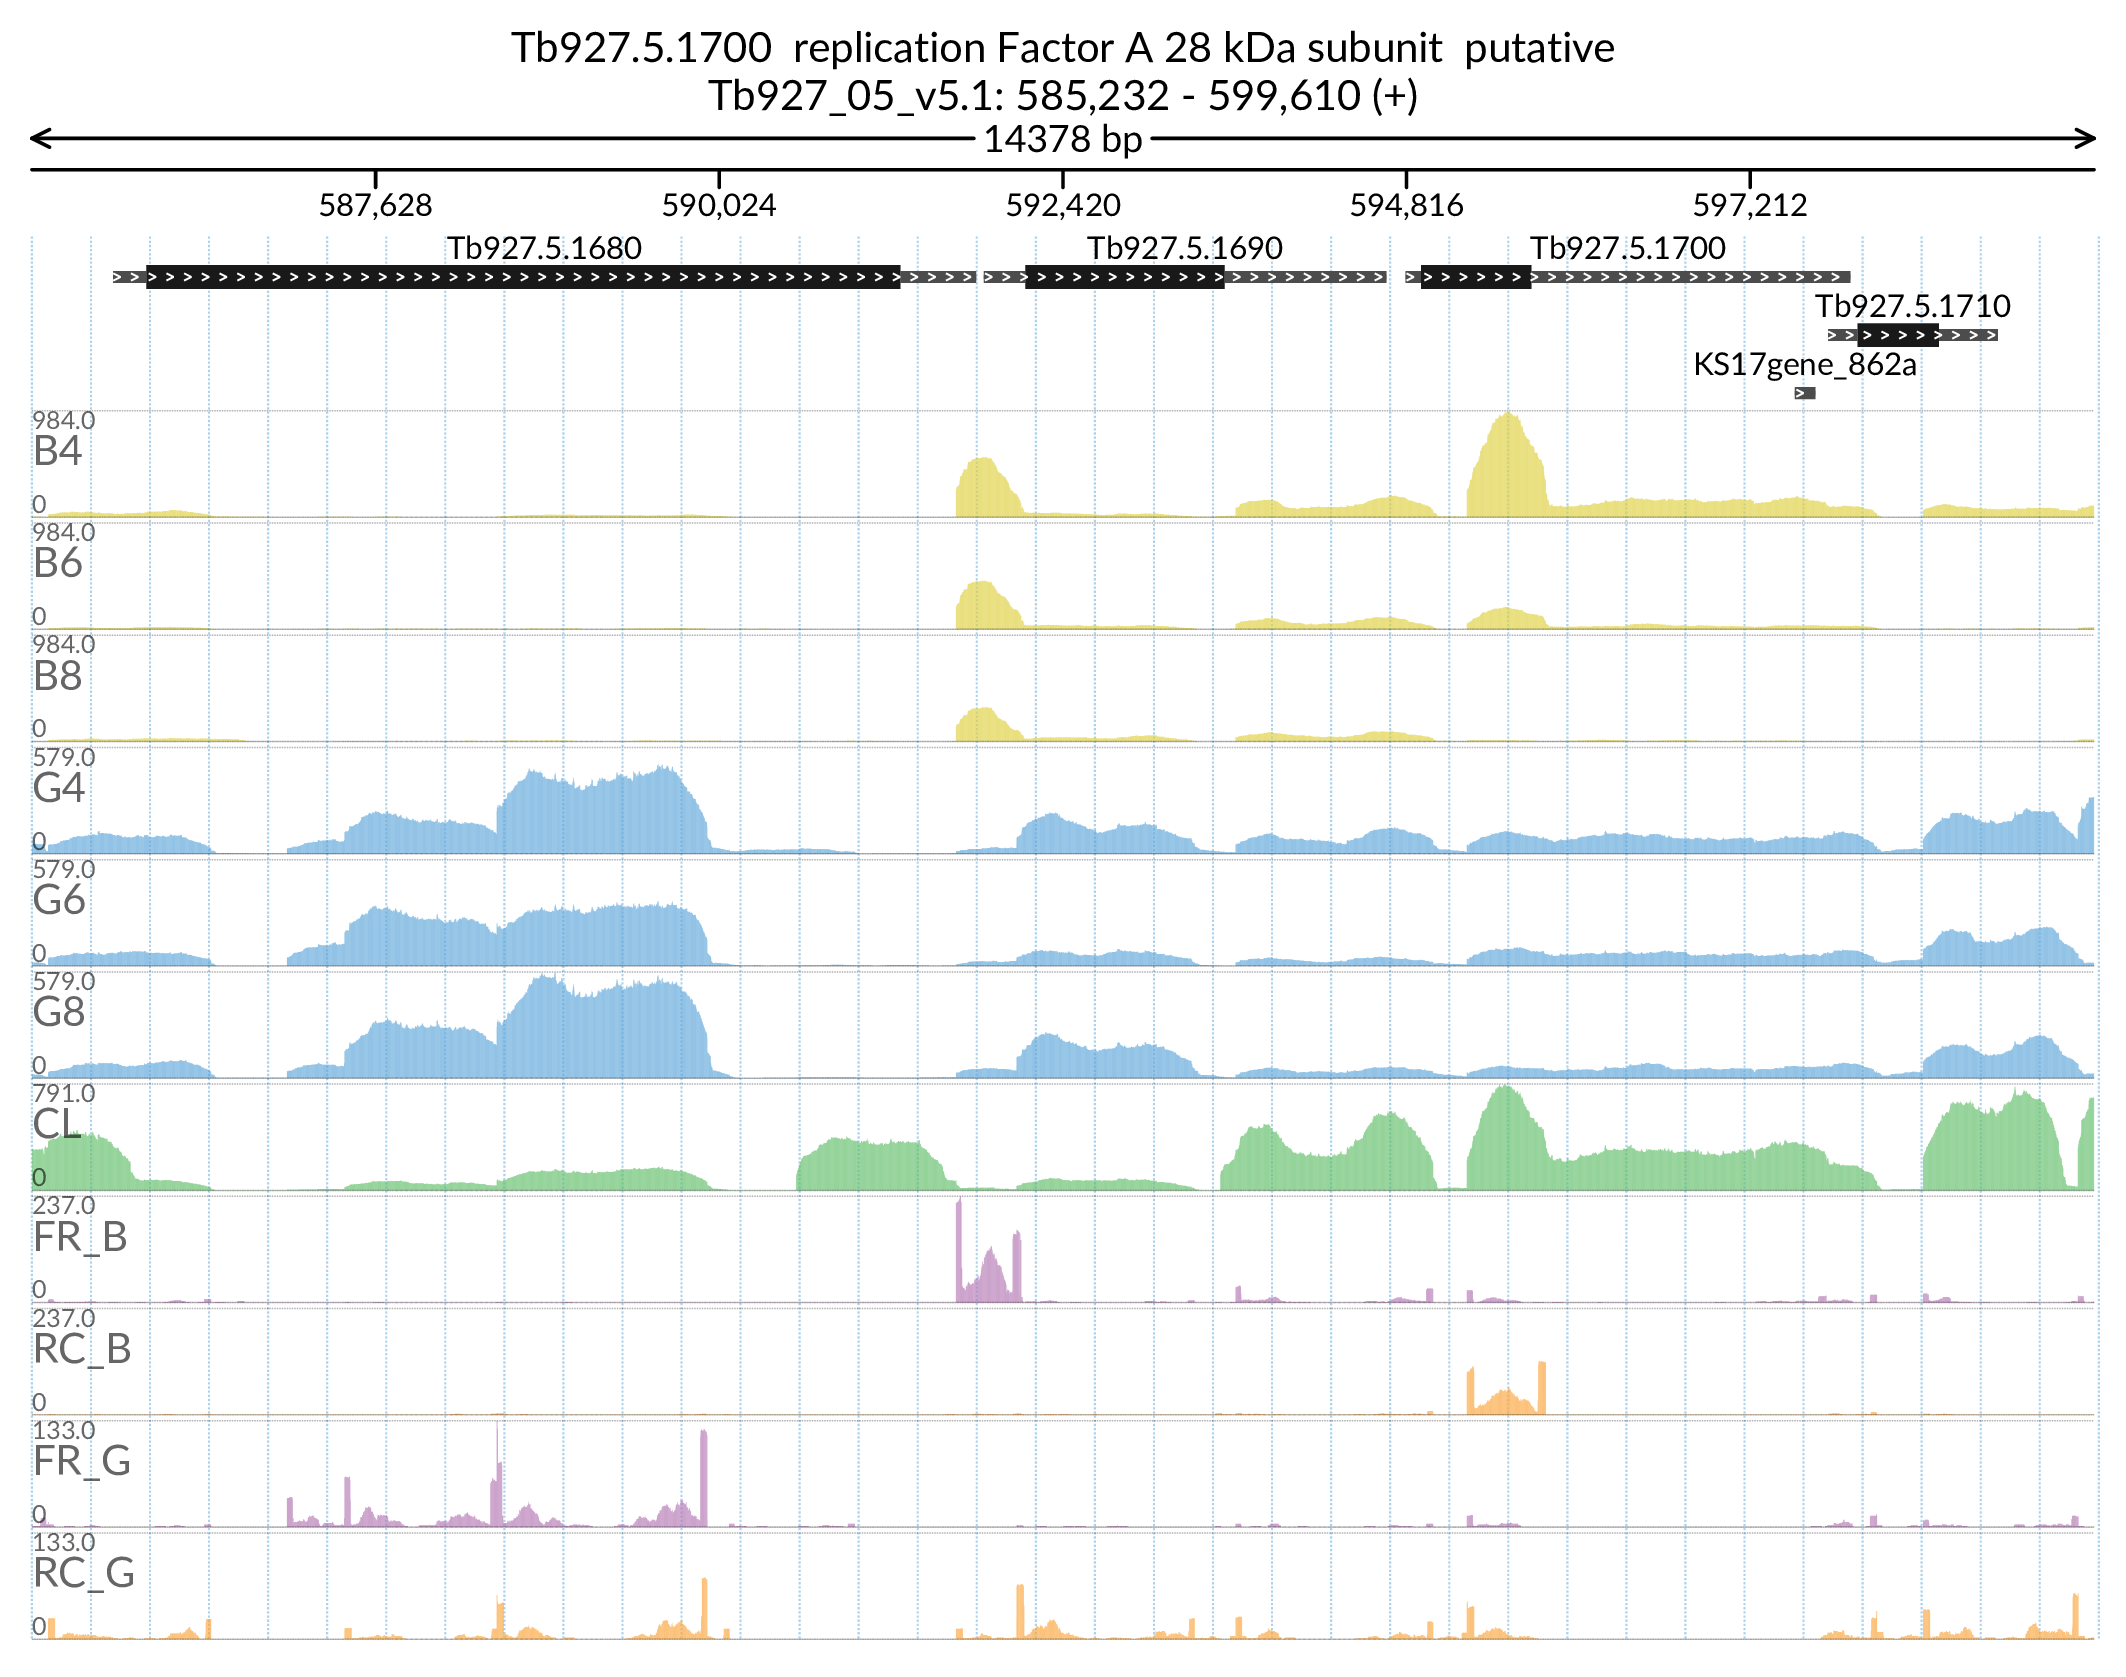 Tb927.5.1700  replication Factor A 28 kDa subunit  putative
Tb927_05_v5.1: 585,232 - 599,610 (+)
14378 bp
587,628 590,024 592,420 594,816 597,212
Tb927.5.1680 Tb927.5.1690 Tb927.5.1700
Tb927.5.1710
KS17gene_862a
984.0
B4
0
984.0
B6
0
984.0
B8
0
579.0
G4
0
579.0
G6
0
579.0
G8
0
791.0
CL
0
237.0
FR_B
0
237.0
RC_B
0
133.0
FR_G
0
133.0
RC_G
0